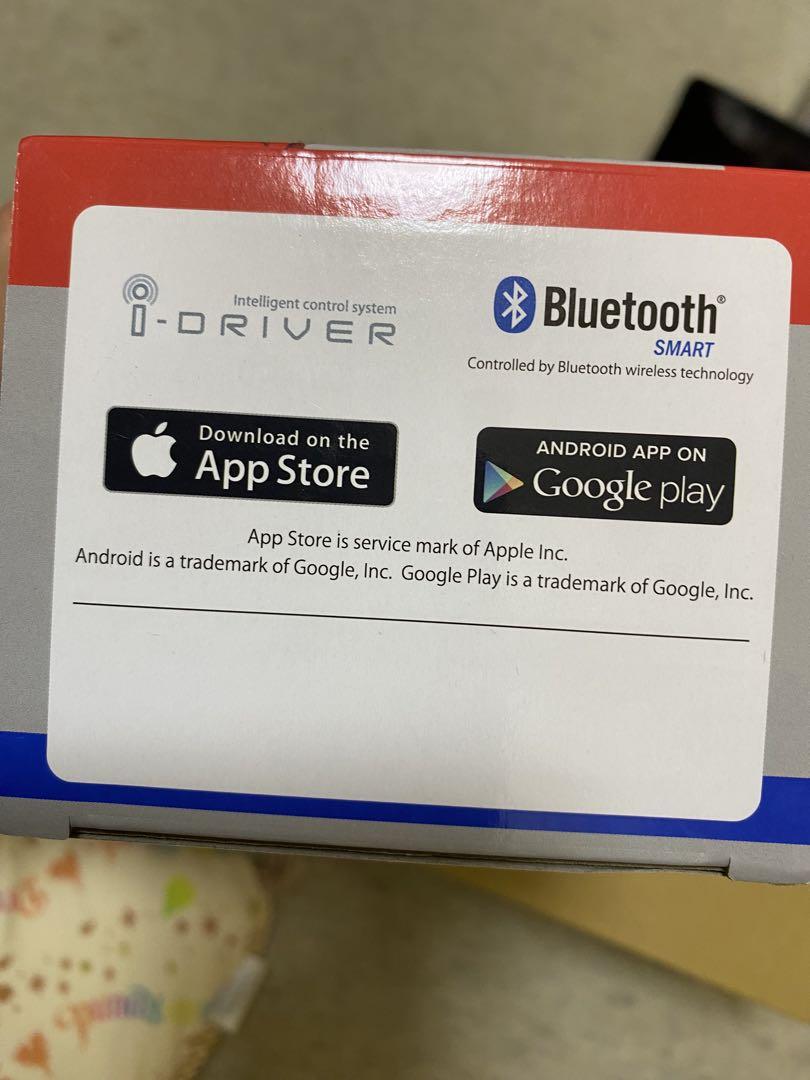 Intelligent control system
i-DRIVER
Bluetooth®
SMART
Controlled by Bluetooth wireless technology
Download on the
App Store
ANDROID APP ON
Google play
App Store is service mark of Apple Inc.
Android is a trademark of Google, Inc. Google Play is a trademark of Google, Inc.